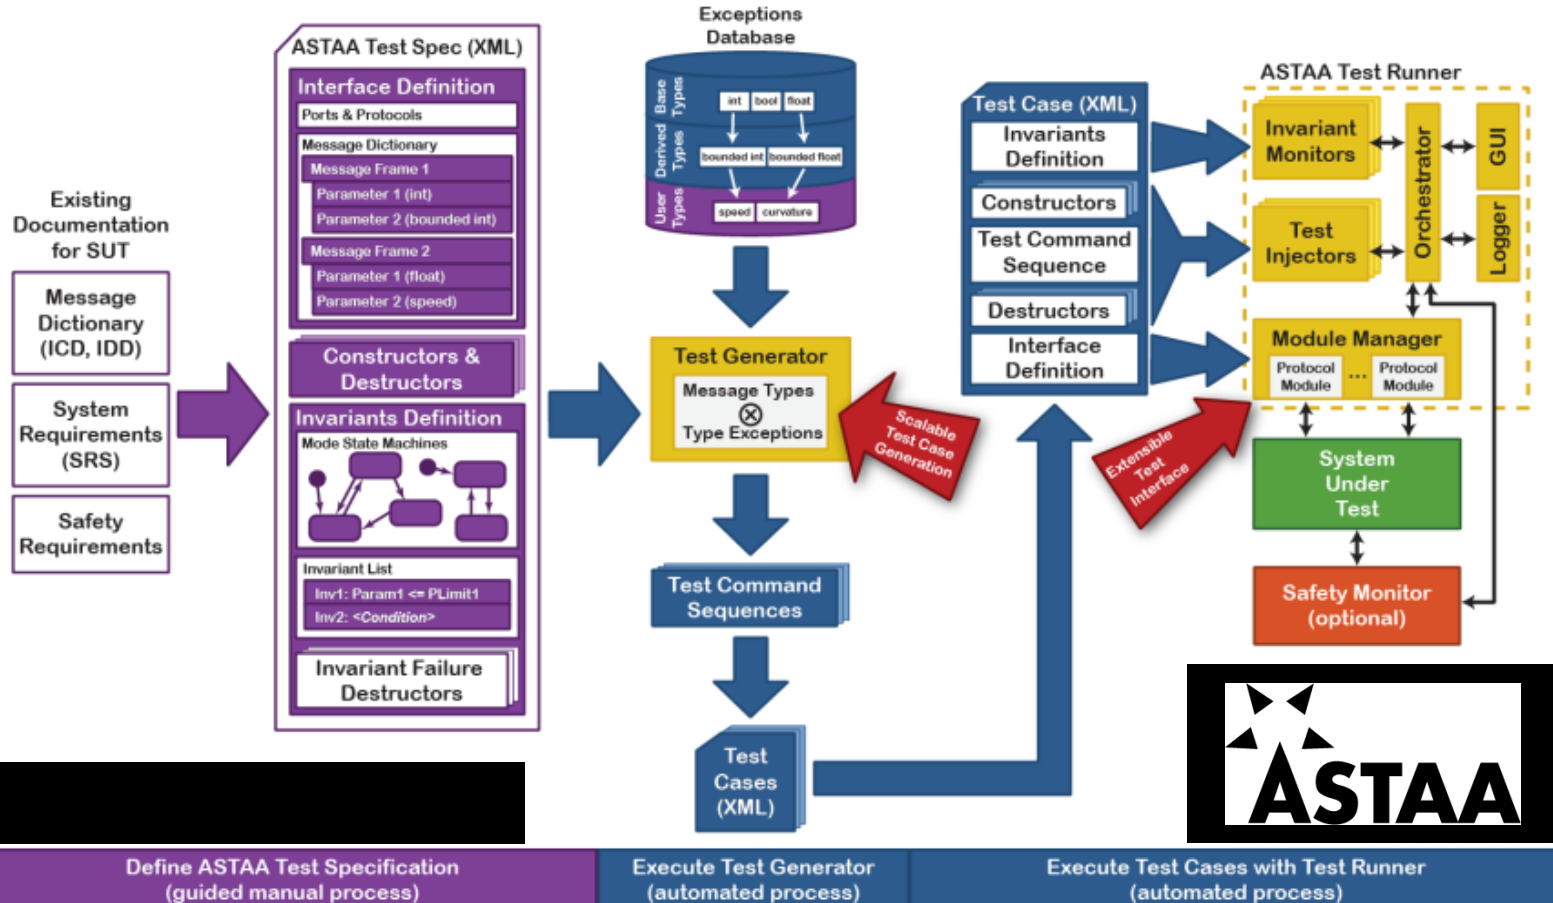 Existing
Documentation
for SUT
Message
Dictionary
(ICD, IDD)
System
Requirements
(SRS)
Safety
Requirements
ASTAA Test Spec (XML)
Interface Definition
Ports & Protocols
Message Dictionary
Message Frame 1
Parameter 1 (int)
Parameter 2 (bounded int)
Message Frame 2
Parameter 1 (float)
Parameter 2 (speed)
Constructors &
Destructors
Invariants Definition
Mode State Machines
Invariant List
Inv1: Param1 <= PLimit1
Inv2: <Condition>
Invariant Failure
Destructors
Exceptions
Database
Base
Types
int
bool
float
Derived
Types
bounded int
bounded float
User
Types
speed
curvature
Test Generator
Message Types
⊗
Type Exceptions
Scalable
Test Case
Generation
Test Command
Sequences
Test
Cases
(XML)
Test Case (XML)
Invariants
Definition
Constructors
Test Command
Sequence
Destructors
Interface
Definition
Extensible
Test
Interface
ASTAA Test Runner
Invariant
Monitors
Test
Injectors
Orchestrator
GUI
Logger
Module Manager
Protocol
Module
...
Protocol
Module
System
Under
Test
Safety Monitor
(optional)
ASTAA
Define ASTAA Test Specification
(guided manual process)
Execute Test Generator
(automated process)
Execute Test Cases with Test Runner
(automated process)